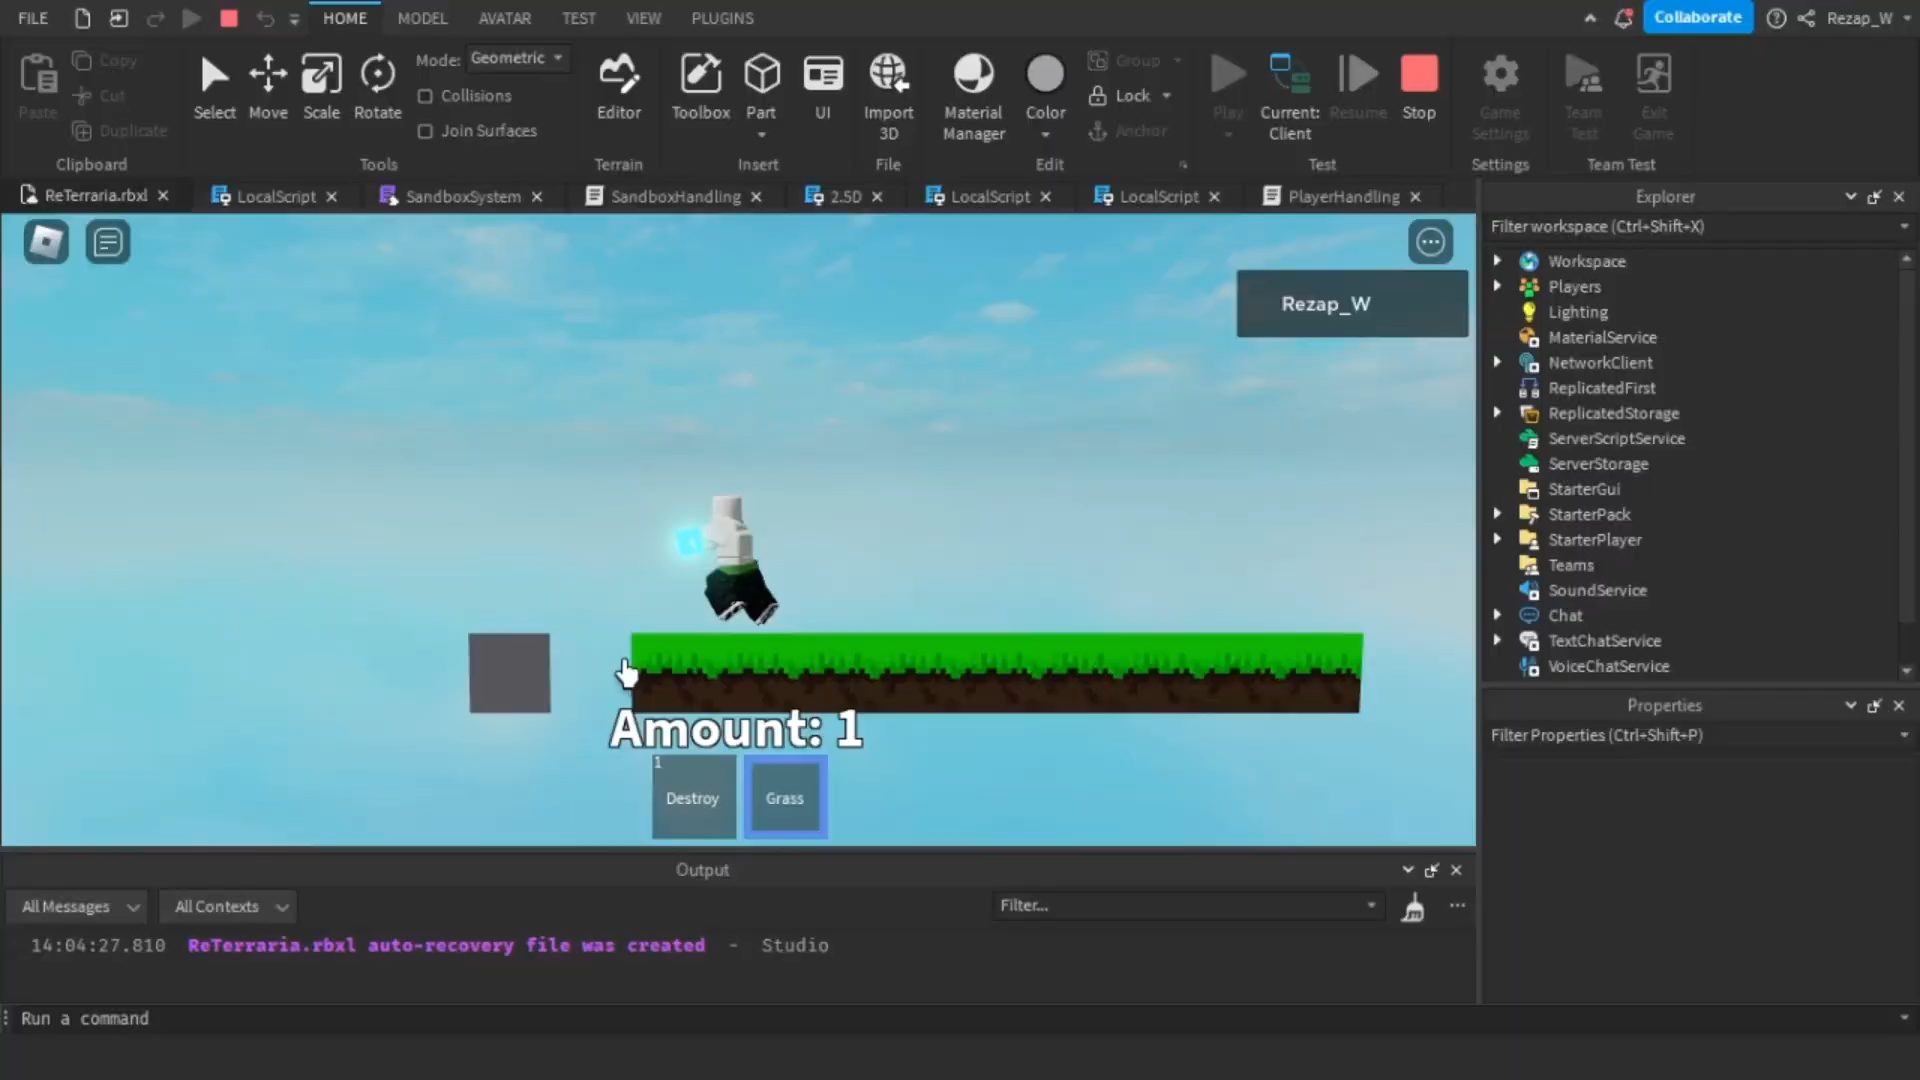 FILE HOME MODEL AVATAR TEST VIEW PLUGINS Collaborate Rezap_W
Paste Copy Cut Duplicate Clipboard
Select Move Scale Rotate Mode: Geometric
Collisions
Join Surfaces
Tools
Editor
Terrain
Toolbox Part UI
Insert
Import 3D
File
Material Manager Color Group Lock Anchor
Edit
Play Current: Client Resume Stop
Test
Game Settings
Settings
Team Test Exit Game
Team Test
ReTerraria.rbxl LocalScript SandboxSystem SandboxHandling 2.5D LocalScript LocalScript PlayerHandling
Rezap_W
Amount: 1
1
Destroy
Grass
Explorer
Filter workspace (Ctrl+Shift+X)
Workspace
Players
Lighting
MaterialService
NetworkClient
ReplicatedFirst
ReplicatedStorage
ServerScriptService
ServerStorage
StarterGui
StarterPack
StarterPlayer
Teams
SoundService
Chat
TextChatService
VoiceChatService
Properties
Filter Properties (Ctrl+Shift+P)
Output
All Messages All Contexts Filter...
14:04:27.810 ReTerraria.rbxl auto-recovery file was created - Studio
Run a command